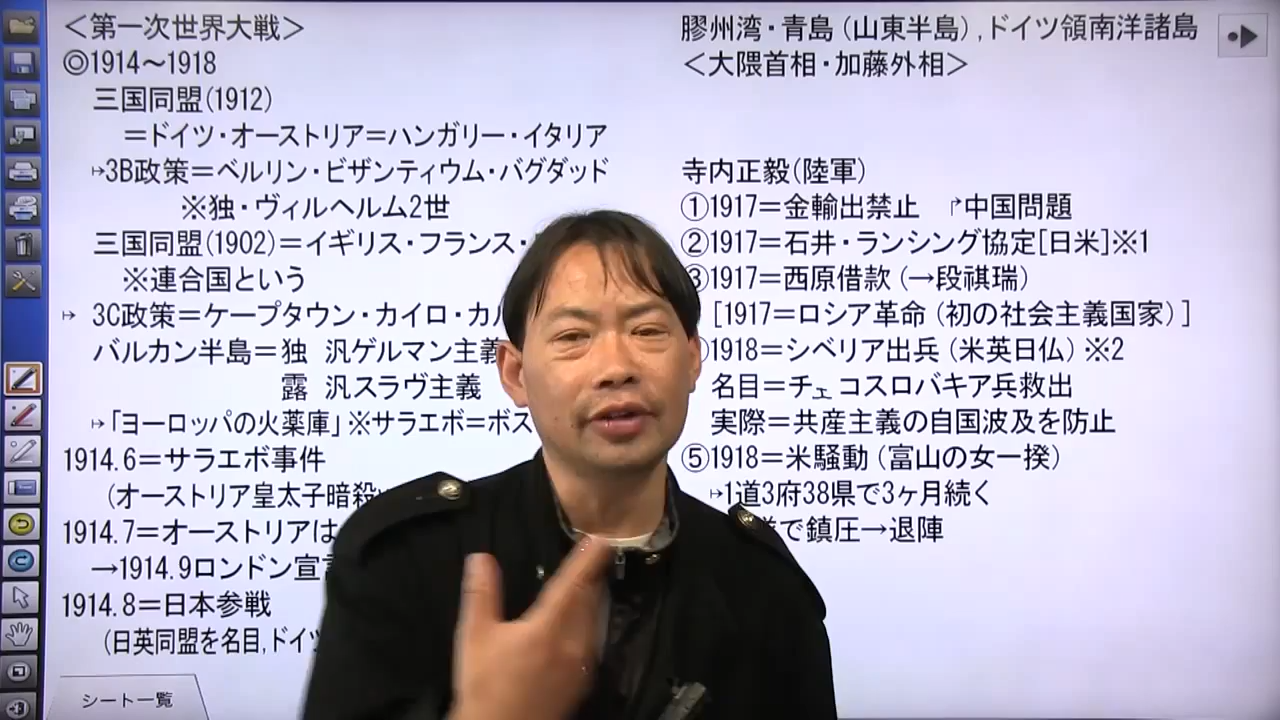 ＜第一次世界大戦＞
◎1914～1918
三国同盟(1912)
＝ドイツ・オーストリア＝ハンガリー・イタリア
↦3B政策＝ベルリン・ビザンティウム・バグダッド
※独・ヴィルヘルム2世
三国同盟(1902)＝イギリス・フランス・
※連合国という
↦ 3C政策＝ケープタウン・カイロ・カル
バルカン半島＝独 汎ゲルマン主義
露 汎スラヴ主義
↦「ヨーロッパの火薬庫」※サラエボ＝ボス
1914.6＝サラエボ事件
(オーストリア皇太子暗殺
1914.7＝オーストリアは
→1914.9ロンドン宣言
1914.8＝日本参戦
(日英同盟を名目,ドイツ
膠州湾・青島(山東半島),ドイツ領南洋諸島
＜大隈首相・加藤外相＞
寺内正毅(陸軍)
①1917＝金輸出禁止 ↱中国問題
②1917＝石井・ランシング協定[日米]※1
③1917＝西原借款(→段祺瑞)
[1917＝ロシア革命(初の社会主義国家)]
1918＝シベリア出兵(米英日仏)※2
名目＝チェコスロバキア兵救出
実際＝共産主義の自国波及を防止
⑤1918＝米騒動(富山の女一揆)
↦1道3府38県で3ヶ月続く
で鎮圧→退陣
シート一覧